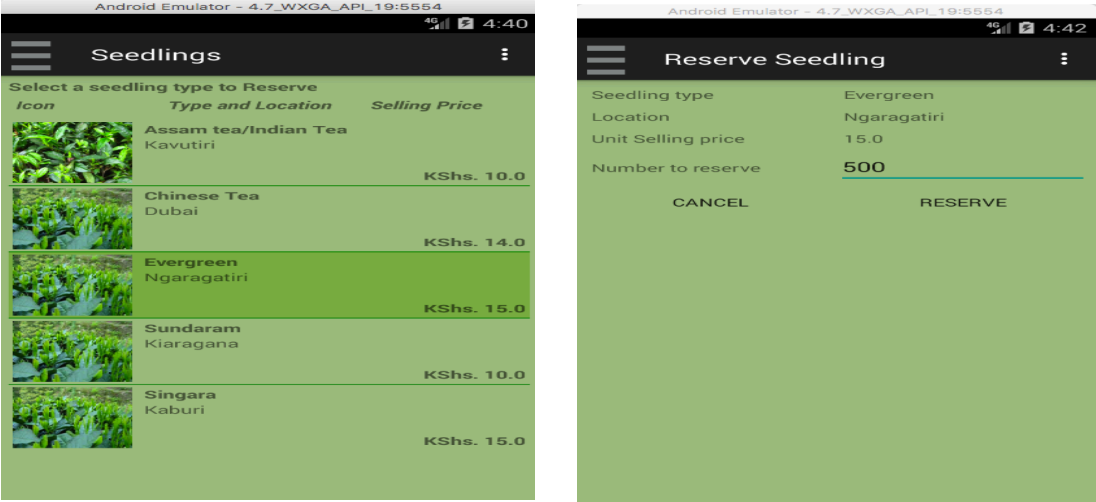 Android Emulator - 4.7_WXGA_API_19:5554
4G 4:40
Seedlings
Select a seedling type to Reserve
Icon Type and Location Selling Price
Assam tea/Indian Tea
Kavutiri
KShs. 10.0
Chinese Tea
Dubai
KShs. 14.0
Evergreen
Ngaragatiri
KShs. 15.0
Sundaram
Kiaragana
KShs. 10.0
Singara
Kaburi
KShs. 15.0
Android Emulator - 4.7_WXGA_API_19:5554
4G 4:42
Reserve Seedling
Seedling type Evergreen
Location Ngaragatiri
Unit Selling price 15.0
Number to reserve 500
CANCEL RESERVE